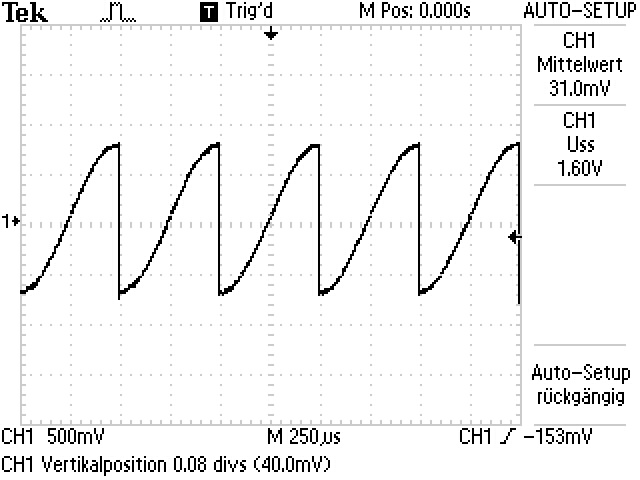 Tek T Trig'd M Pos: 0.000s AUTO-SETUP
CH1
Mittelwert
31.0mV
CH1
Uss
1.60V
1
Auto-Setup
rückgängig
CH1 500mV M 250µs CH1 -153mV
CH1 Vertikalposition 0.08 divs (40.0mV)